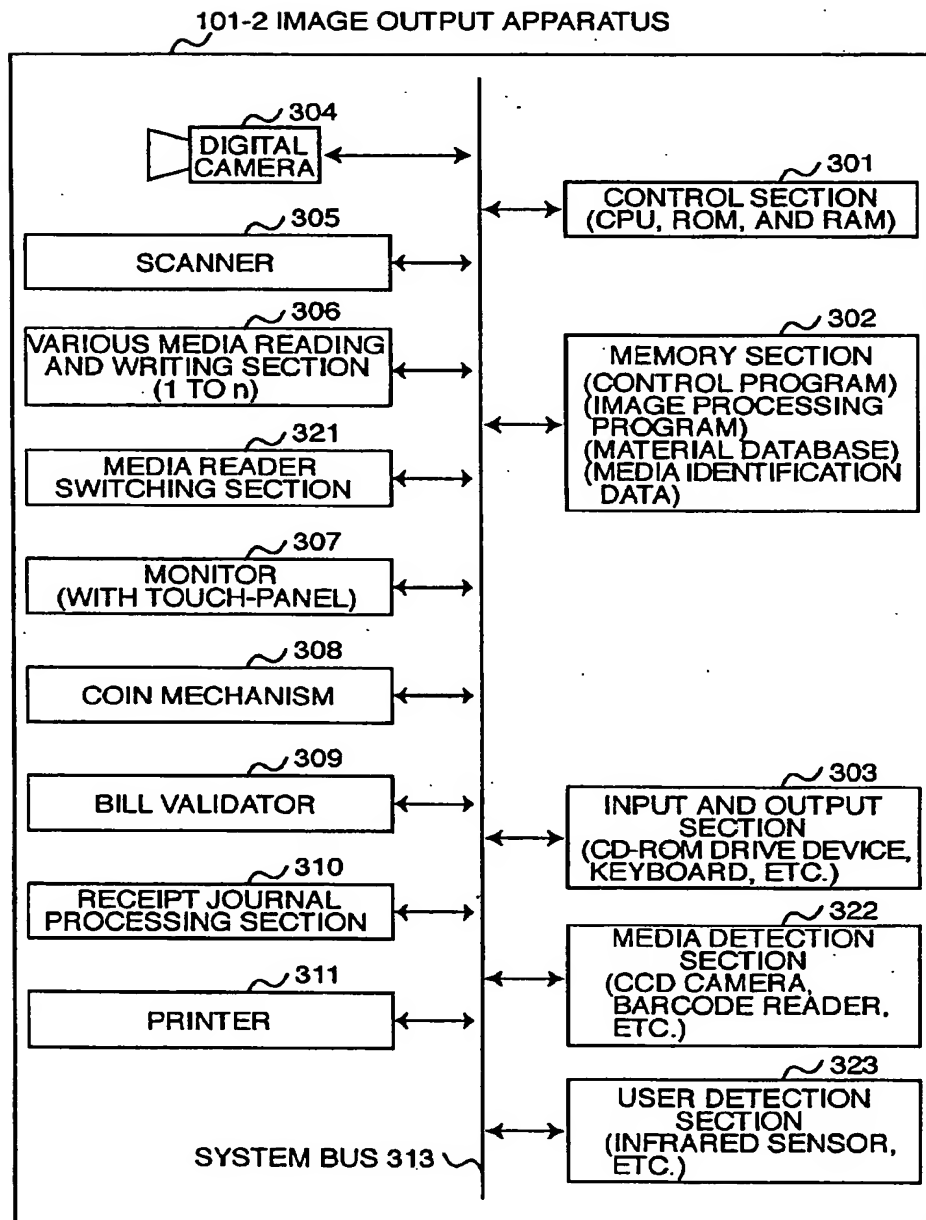 101-2 IMAGE OUTPUT APPARATUS
304
DIGITAL
CAMERA
305
SCANNER
306
VARIOUS MEDIA READING
AND WRITING SECTION
(1 TO n)
321
MEDIA READER
SWITCHING SECTION
307
MONITOR
(WITH TOUCH-PANEL)
308
COIN MECHANISM
309
BILL VALIDATOR
310
RECEIPT JOURNAL
PROCESSING SECTION
311
PRINTER
301
CONTROL SECTION
(CPU, ROM, AND RAM)
302
MEMORY SECTION
(CONTROL PROGRAM)
(IMAGE PROCESSING
PROGRAM)
(MATERIAL DATABASE)
(MEDIA IDENTIFICATION
DATA)
303
INPUT AND OUTPUT
SECTION
(CD-ROM DRIVE DEVICE,
KEYBOARD, ETC.)
322
MEDIA DETECTION
SECTION
(CCD CAMERA,
BARCODE READER,
ETC.)
323
USER DETECTION
SECTION
(INFRARED SENSOR,
ETC.)
SYSTEM BUS 313